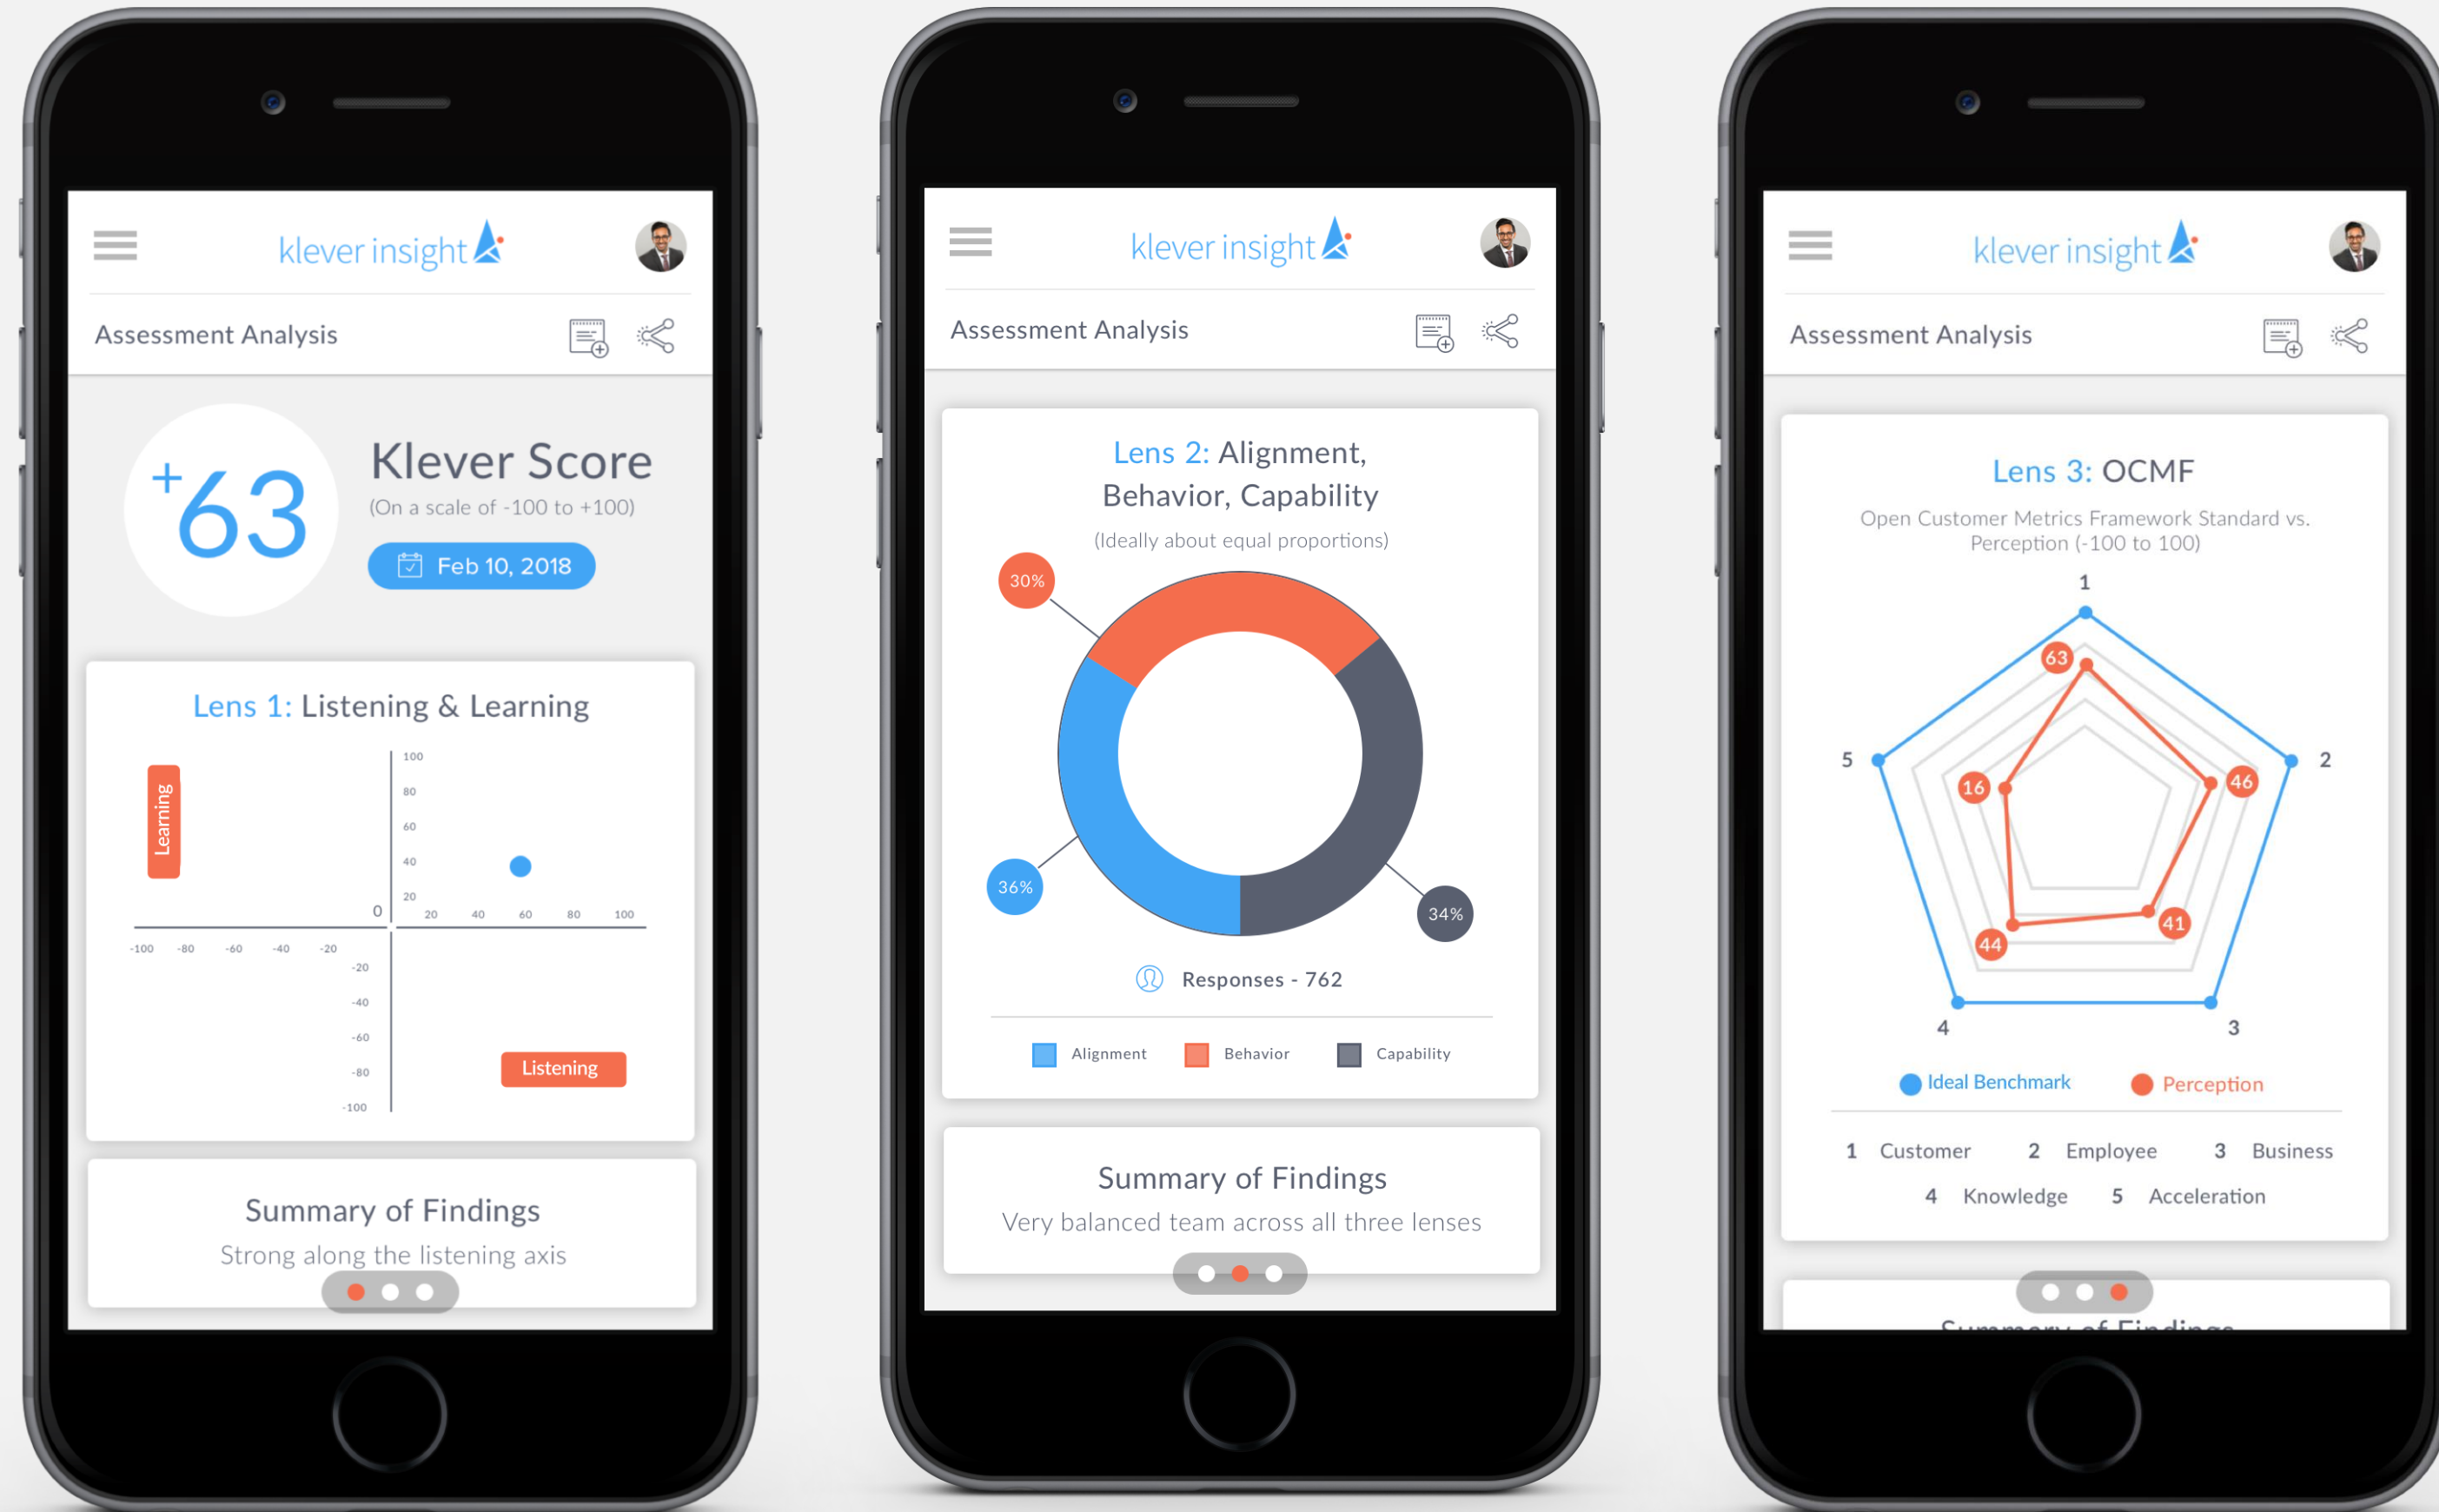 klever insight
Assessment Analysis
+63
Klever Score
(On a scale of -100 to +100)
Feb 10, 2018
Lens 1: Listening & Learning
Learning
100
80
60
40
20
0
20 40 60 80 100
-100 -80 -60 -40 -20
-20
-40
-60
-80
-100
Listening
Summary of Findings
Strong along the listening axis
klever insight
Assessment Analysis
Lens 2: Alignment,
Behavior, Capability
(Ideally about equal proportions)
30%
36%
34%
Responses - 762
Alignment Behavior Capability
Summary of Findings
Very balanced team across all three lenses
klever insight
Assessment Analysis
Lens 3: OCMF
Open Customer Metrics Framework Standard vs.
Perception (-100 to 100)
1
63
5
2
46
16
41
44
4
3
Ideal Benchmark Perception
1 Customer 2 Employee 3 Business
4 Knowledge 5 Acceleration
Summary of Findings